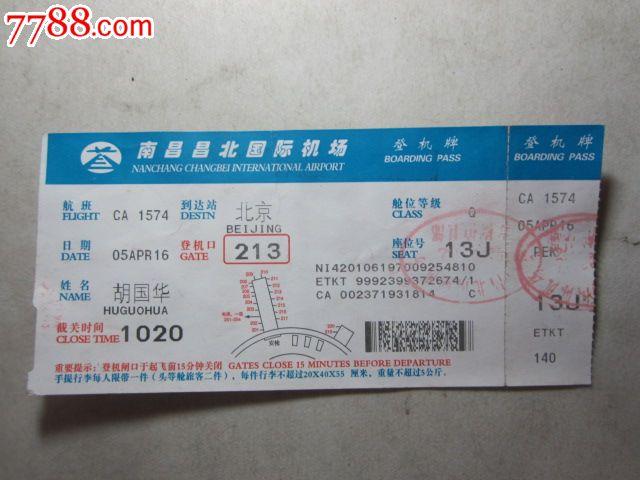 7788.com
南昌昌北国际机场 登机牌 登机牌
NANCHANG CHANGBEI INTERNATIONAL AIRPORT BOARDING PASS BOARDING PASS
航班 到达站 北京 舱位等级
FLIGHT CA 1574 DESTN BEIJING CLASS Q CA 1574
日期 登机口 座位号 05APR16
DATE 05APR16 GATE 213 SEAT 13J PEK
姓名 胡国华
NAME HUGUOHUA
NI420106197009254810
ETKT 9992399372674/1 13J
CA 002371931814 C
截关时间
CLOSE TIME 1020 ETKT
安检 140
重要提示：登机闸口于起飞前15分钟关闭 GATES CLOSE 15 MINUTES BEFORE DEPARTURE
手提行李每人限带一件（头等舱旅客二件），每件行李不超过20X40X55 厘米，重量不超过5公斤。